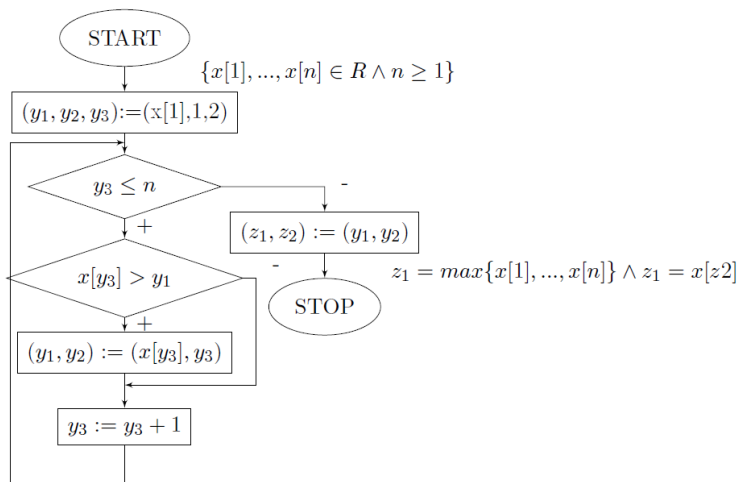 START
{x[1], ..., x[n] ∈ R ∧ n ≥ 1}
(y₁, y₂, y₃):=(x[1],1,2)
y₃ ≤ n
-
+
(z₁, z₂) := (y₁, y₂)
x[y₃] > y₁
-
z₁ = max{x[1], ..., x[n]} ∧ z₁ = x[z2]
STOP
+
(y₁, y₂) := (x[y₃], y₃)
y₃ := y₃ + 1